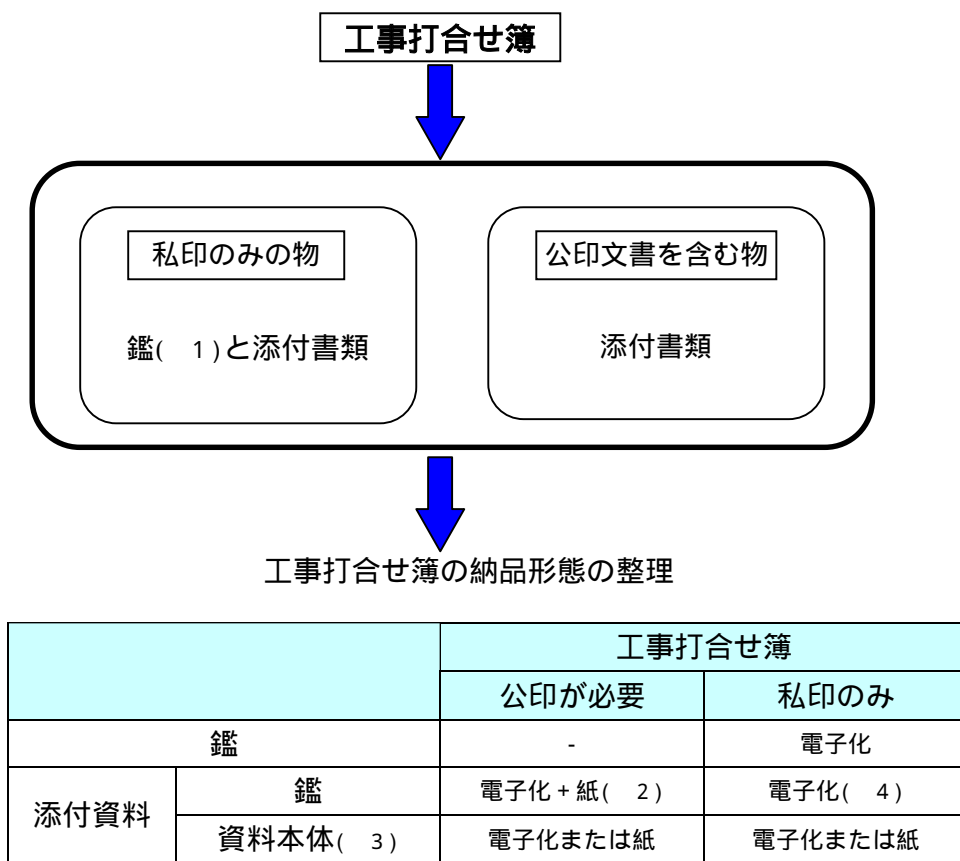 工事打合せ簿
私印のみの物
公印文書を含む物
鑑( 1)と添付書類
添付書類
工事打合せ簿の納品形態の整理
工事打合せ簿
公印が必要
私印のみ
鑑
-
電子化
添付資料
鑑
電子化+紙( 2)
電子化( 4)
資料本体( 3)
電子化または紙
電子化または紙